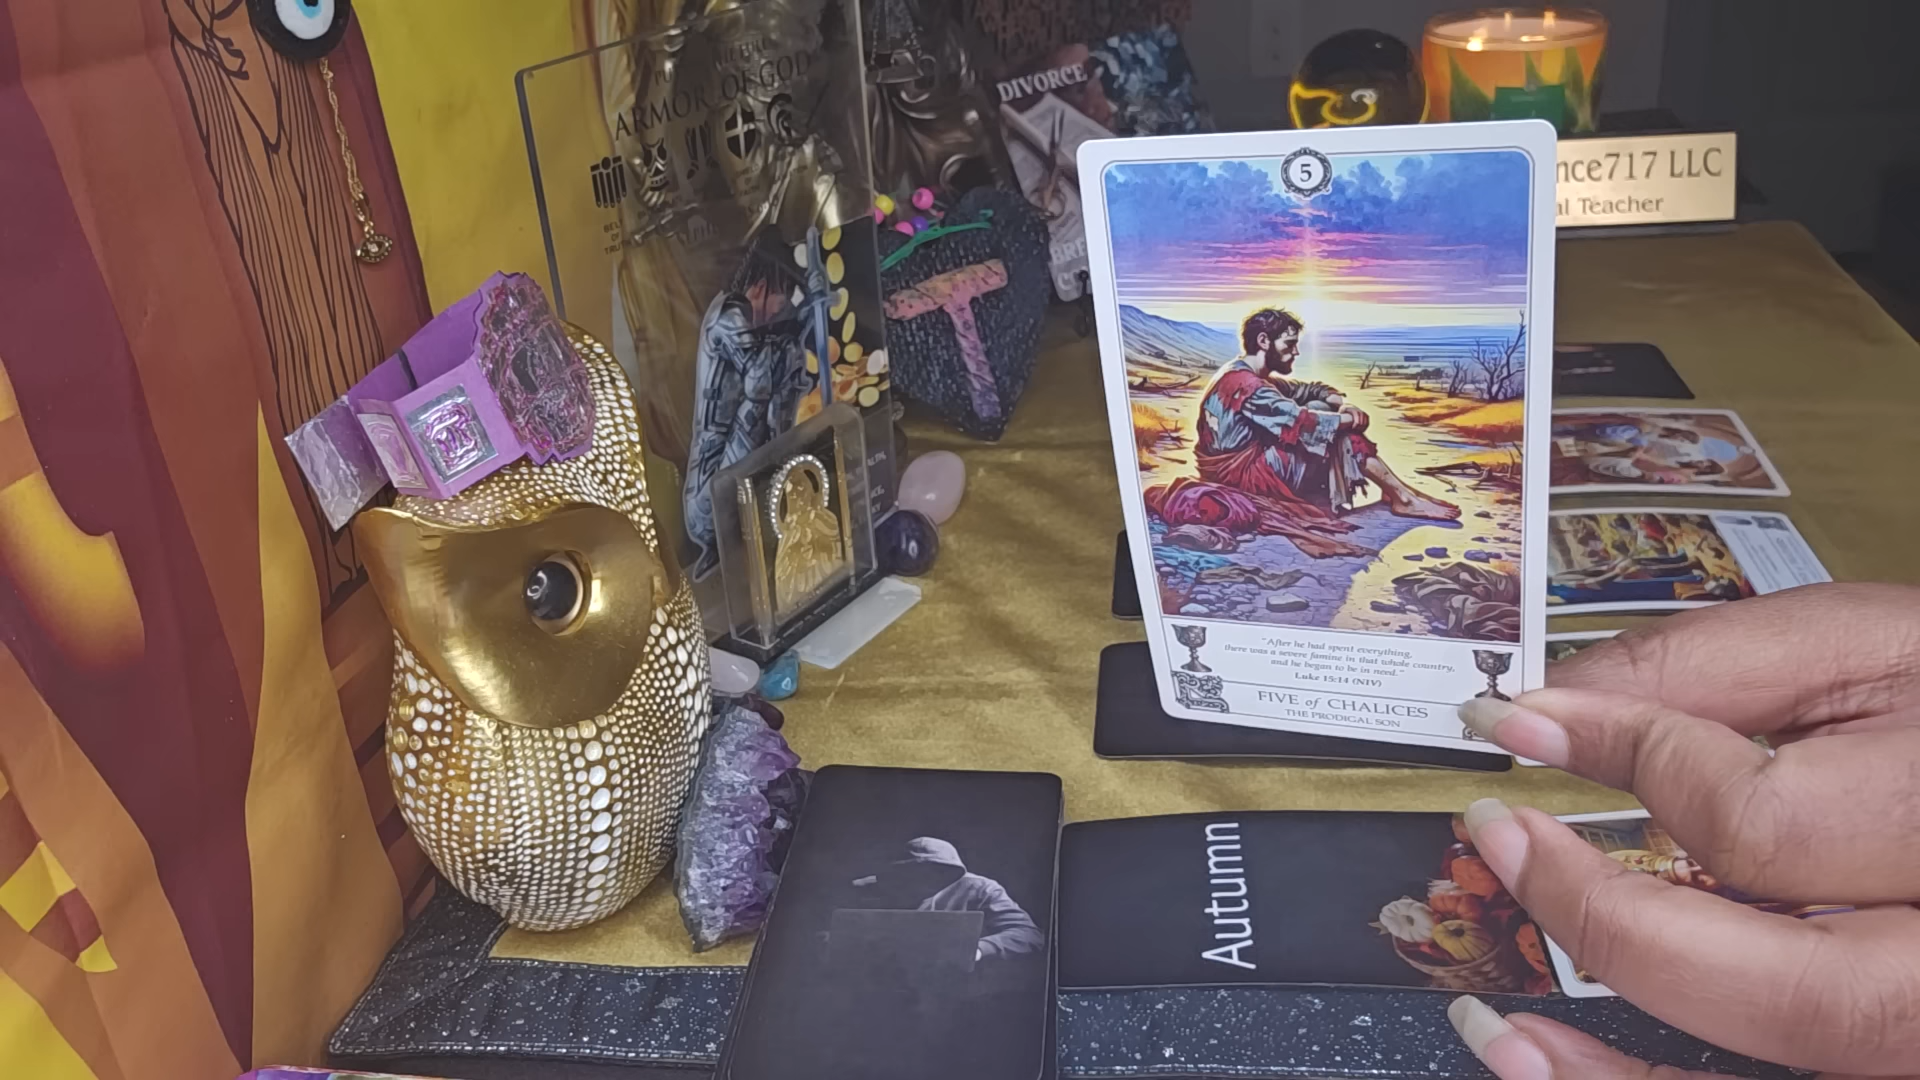 ARMOR OF GOD
DIVORCE
nce717 LLC
al Teacher
5
"After he had spent everything,
there was a severe famine in that whole country,
and he began to be in need."
Luke 15:14 (NIV)
FIVE of CHALICES
THE PRODIGAL SON
Autumn